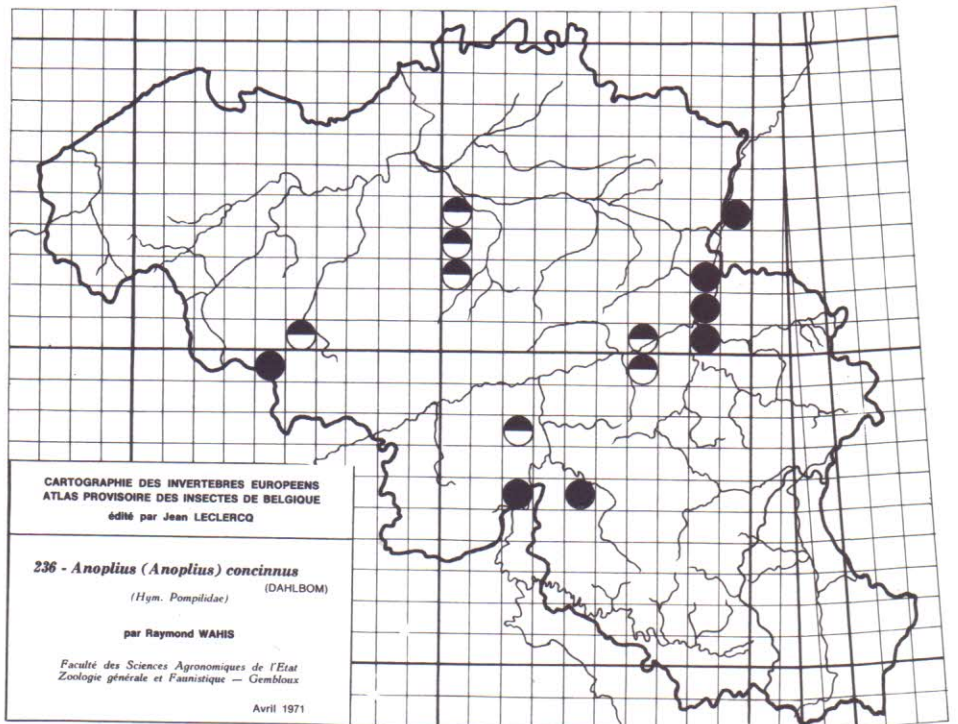 CARTOGRAPHIE DES INVERTEBRES EUROPEENS
ATLAS PROVISOIRE DES INSECTES DE BELGIQUE
édité par Jean LECLERCQ
236 - Anoplius (Anoplius) concinnus
(DAHLBOM)
(Hym. Pompilidae)
par Raymond WAHIS
Faculté des Sciences Agronomiques de l'Etat
Zoologie générale et Faunistique — Gembloux
Avril 1971